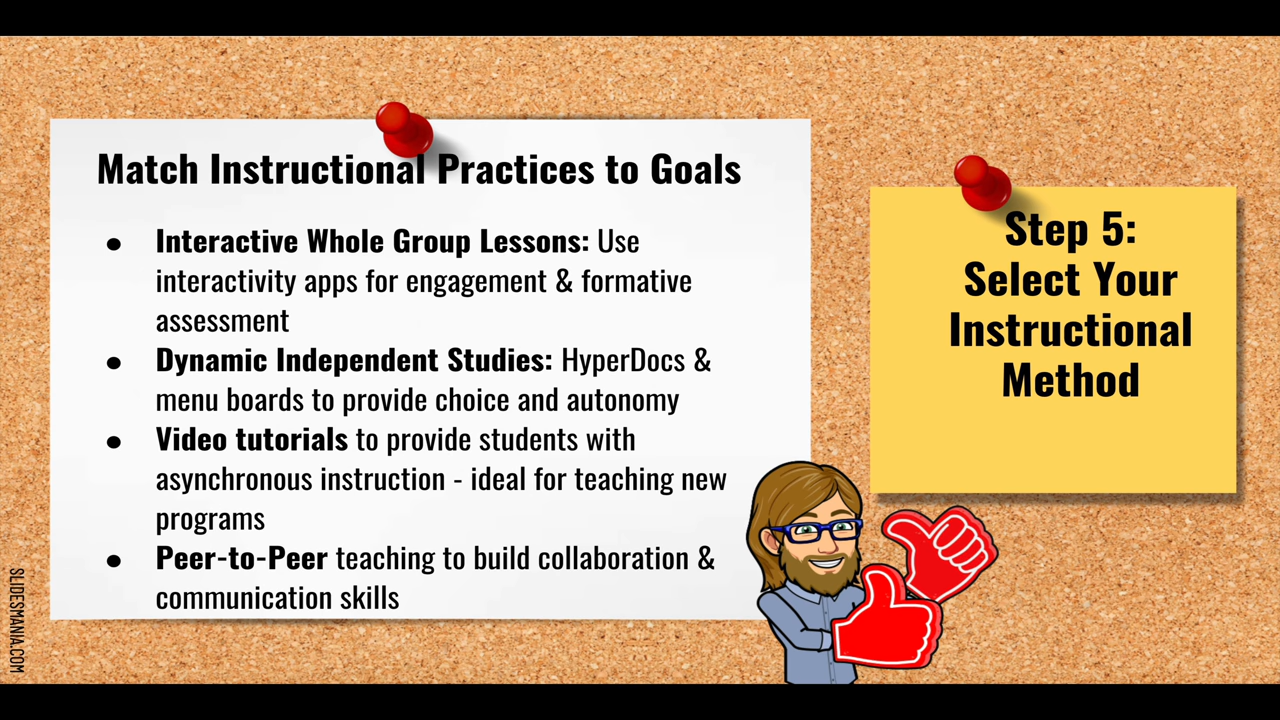 Match Instructional Practices to Goals
● Interactive Whole Group Lessons: Use
interactivity apps for engagement & formative
assessment
● Dynamic Independent Studies: HyperDocs &
menu boards to provide choice and autonomy
● Video tutorials to provide students with
asynchronous instruction - ideal for teaching new
programs
● Peer-to-Peer teaching to build collaboration &
communication skills
Step 5:
Select Your
Instructional
Method
SLIDESMANIA.COM